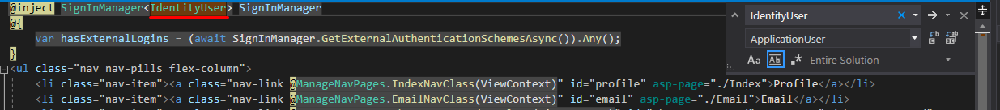 @inject SignInManager<IdentityUser> SignInManager
@{
var hasExternalLogins = (await SignInManager.GetExternalAuthenticationSchemesAsync()).Any();
}
<ul class="nav nav-pills flex-column">
<li class="nav-item"><a class="nav-link @ManageNavPages.IndexNavClass(ViewContext)" id="profile" asp-page="./Index">Profile</a></li>
<li class="nav-item"><a class="nav-link @ManageNavPages.EmailNavClass(ViewContext)" id="email" asp-page="./Email">Email</a></li>
IdentityUser
ApplicationUser
Aa Ab .* Entire Solution